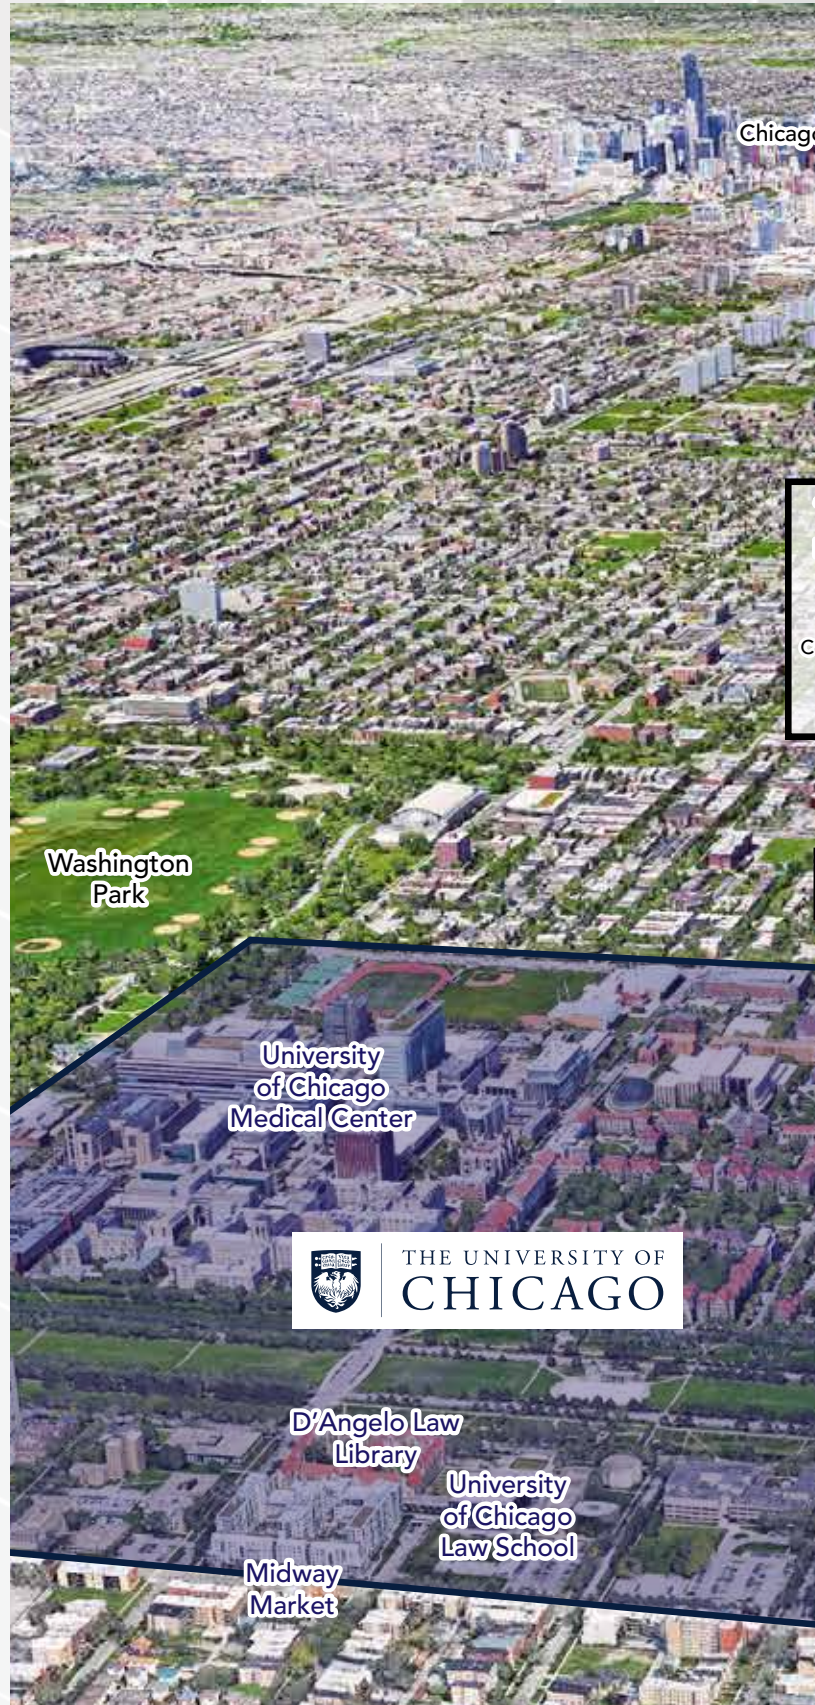 Chicago
C
Washington
Park
University
of Chicago
Medical Center
THE UNIVERSITY OF
CHICAGO
D'Angelo Law
Library
University
of Chicago
Law School
Midway
Market